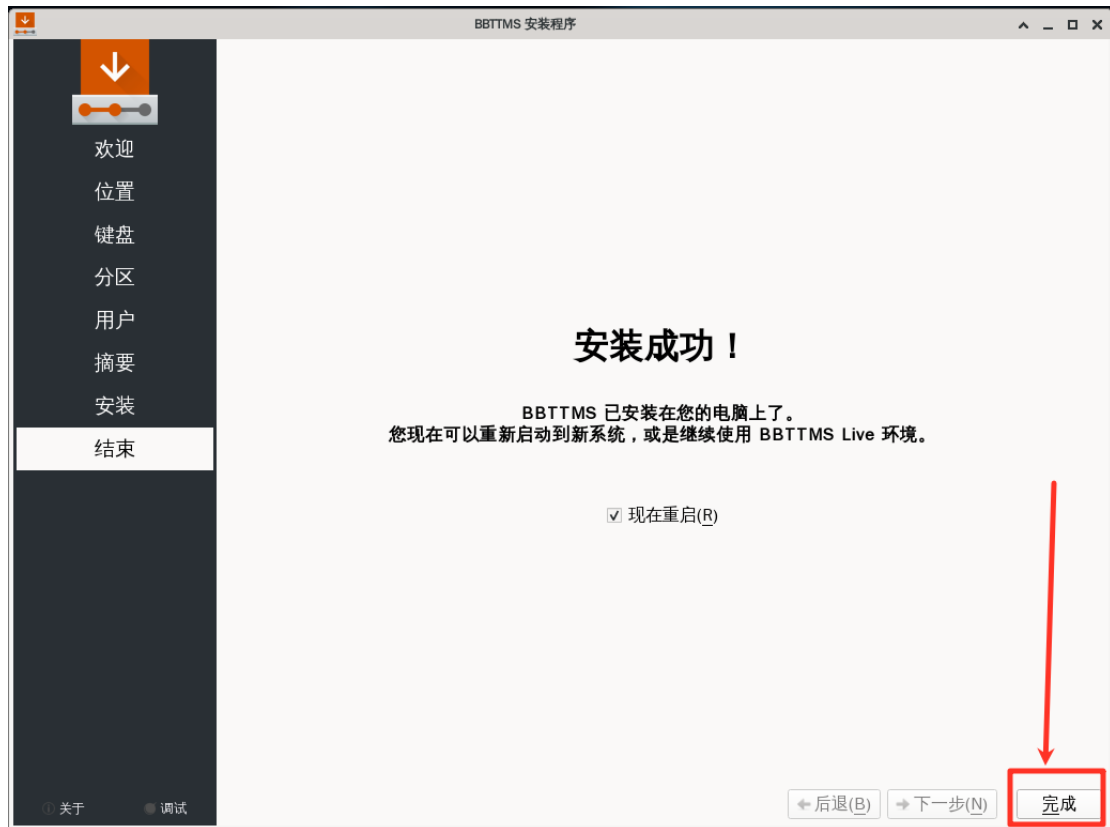 BBTTMS 安装程序
欢迎
位置
键盘
分区
用户
摘要
安装
结束
安装成功！
BBTTMS 已安装在您的电脑上了。
您现在可以重新启动到新系统，或是继续使用 BBTTMS Live 环境。
现在重启(R)
关于 调试
后退(B) 下一步(N) 完成